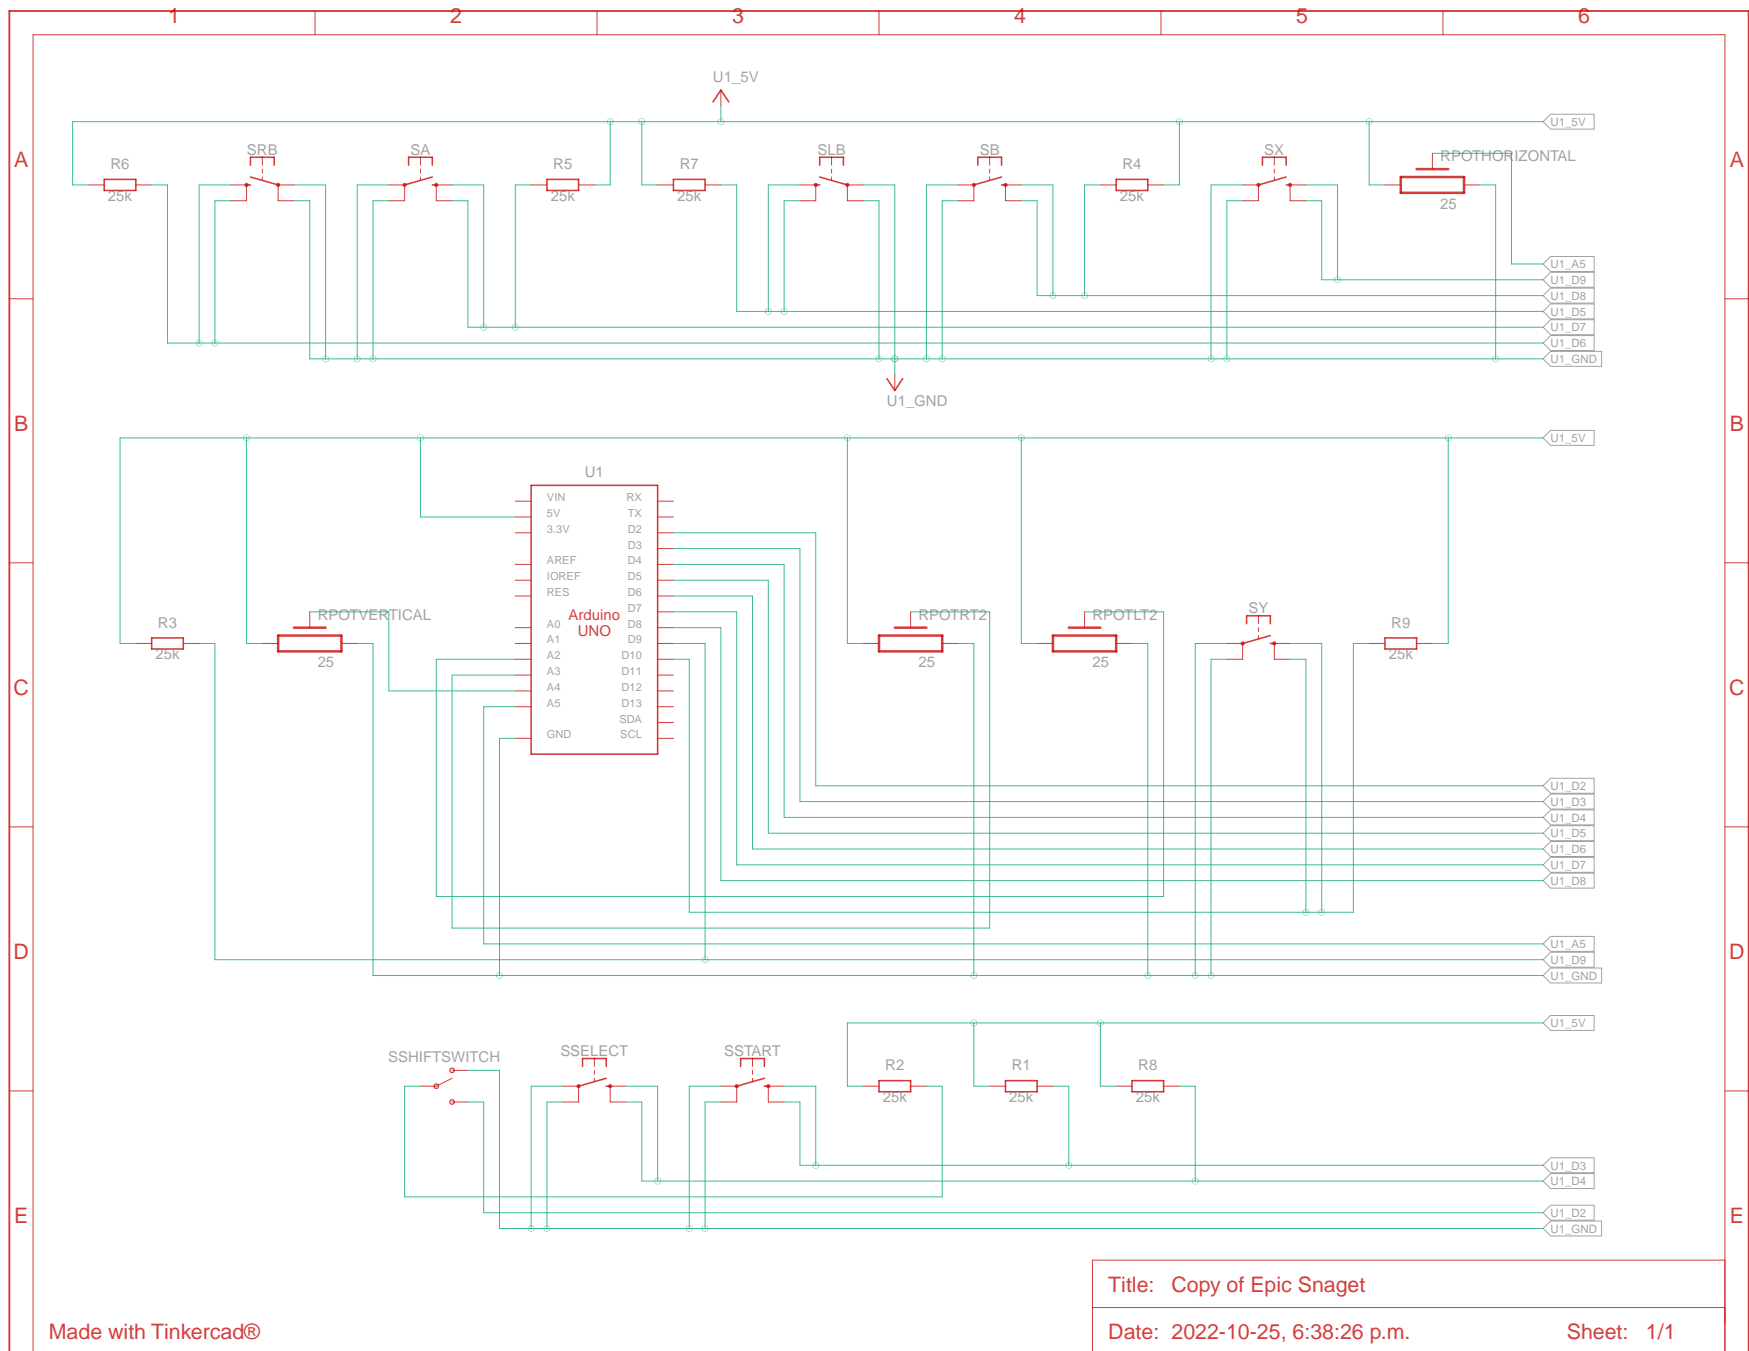 1 2 3 4 5 6
U1_5V
U1_5V
A A
R6 SRB SA R5 R7 SLB SB R4 SX RPOTHORIZONTAL
25k 25k 25k 25k 25
U1_A5
U1_D9
U1_D8
U1_D5
U1_D7
U1_D6
U1_GND
U1_GND
B B
U1_5V
U1
VIN RX
5V TX
3.3V D2
D3
AREF D4
IOREF D5
RES D6
D7
Arduino
UNO
A0 D8
A1 D9
A2 D10
A3 D11
A4 D12
A5 D13
SDA
GND SCL
R3 RPOTVERTICAL RPOTRT2 RPOTLT2 SY R9
25k 25 25 25 25k
C C
U1_D2
U1_D3
U1_D4
U1_D5
U1_D6
U1_D7
U1_D8
D D
U1_A5
U1_D9
U1_GND
U1_5V
SSHIFTSWITCH SSELECT SSTART R2 R1 R8
25k 25k 25k
U1_D3
U1_D4
E E
U1_D2
U1_GND
Title: Copy of Epic Snaget
Made with Tinkercad®
Date: 2022-10-25, 6:38:26 p.m. Sheet: 1/1